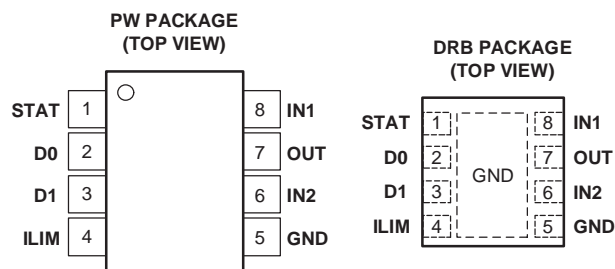 PW PACKAGE
(TOP VIEW)
STAT 1 8 IN1
D0 2 7 OUT
D1 3 6 IN2
ILIM 4 5 GND
DRB PACKAGE
(TOP VIEW)
STAT 1 8 IN1
D0 2 7 OUT
GND
D1 3 6 IN2
ILIM 4 5 GND